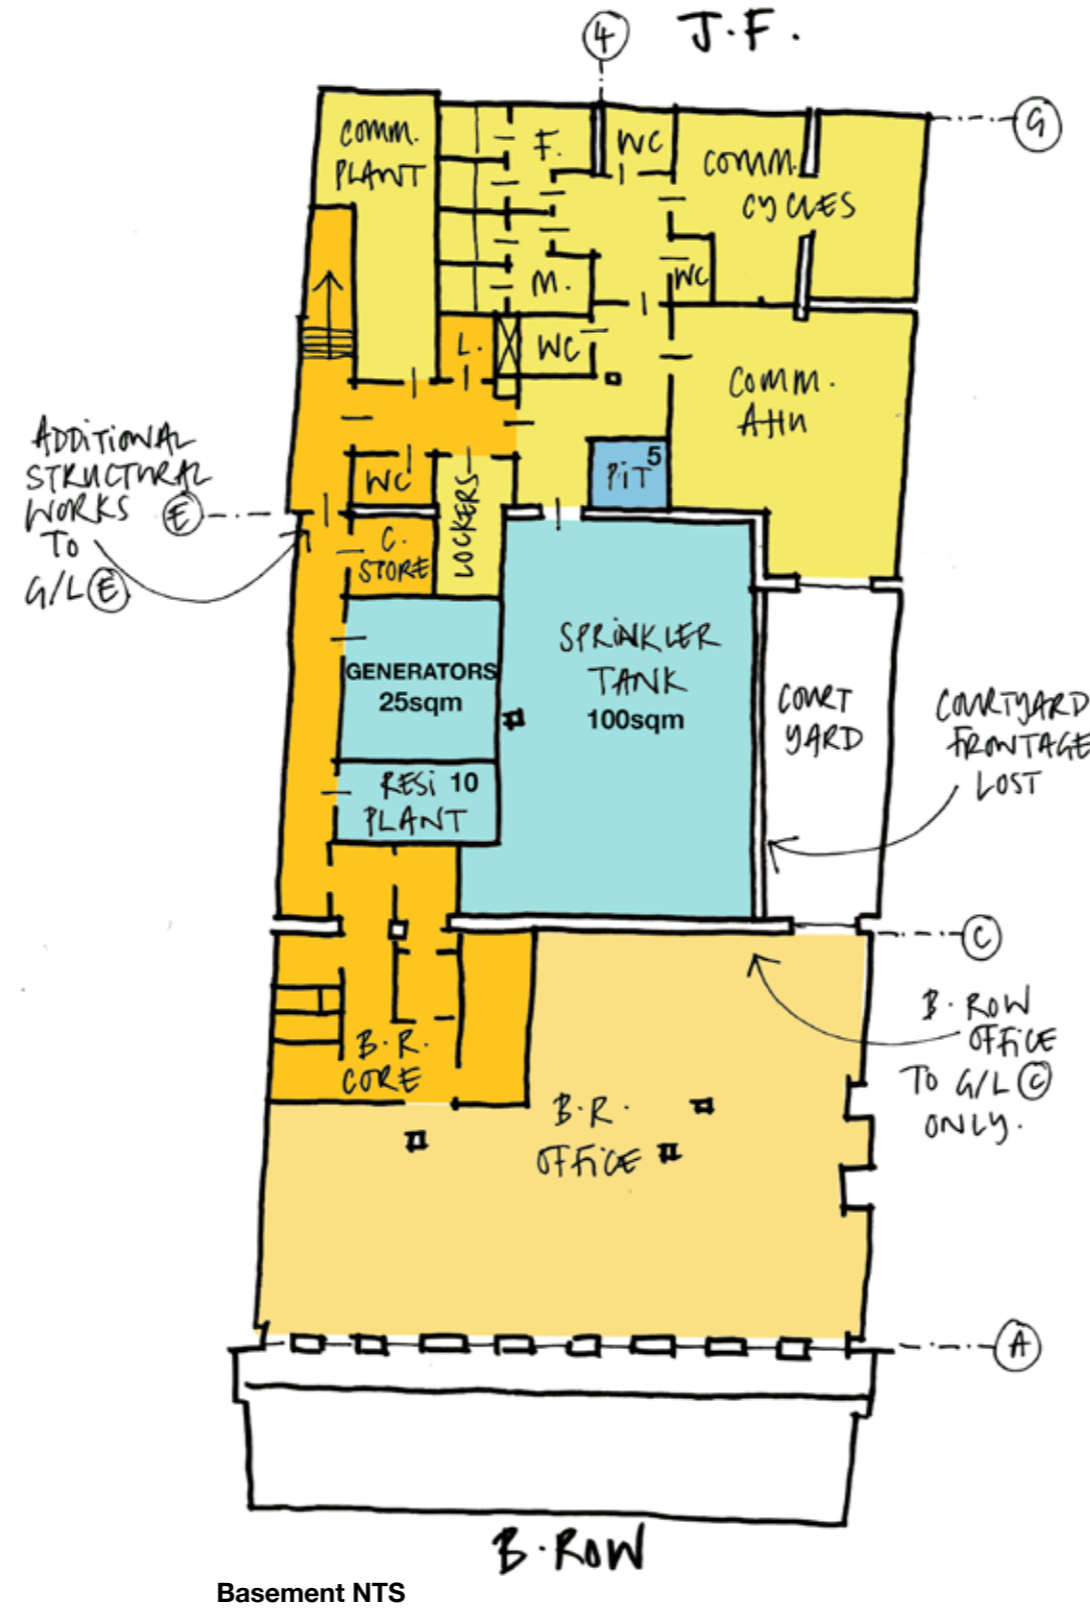 J.F.
4
G
COMM.
PLANT
F.
WC
COMM.
CYCLES
M.
WC
L.
WC
COMM.
AHU
ADDITIONAL
STRUCTURAL
WORKS
TO
G/L E
E
WC
LOCKERS
PIT 5
C.
STORE
GENERATORS
25sqm
SPRINKLER
TANK
100sqm
COURT
YARD
COURTYARD
FRONTAGE
LOST
RESI 10
PLANT
C
B.R.
CORE
B.ROW
OFFICE
TO G/L C
ONLY.
B.R.
OFFICE
A
B.ROW
Basement NTS